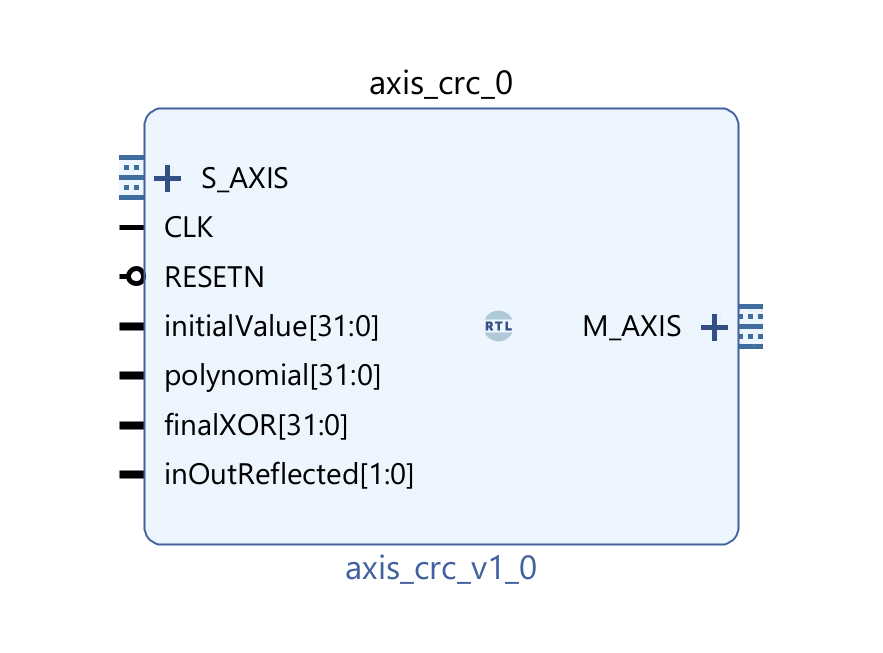 axis_crc_0
S_AXIS
CLK
RESETN
initialValue[31:0]
RTL
M_AXIS
polynomial[31:0]
finalXOR[31:0]
inOutReflected[1:0]
axis_crc_v1_0